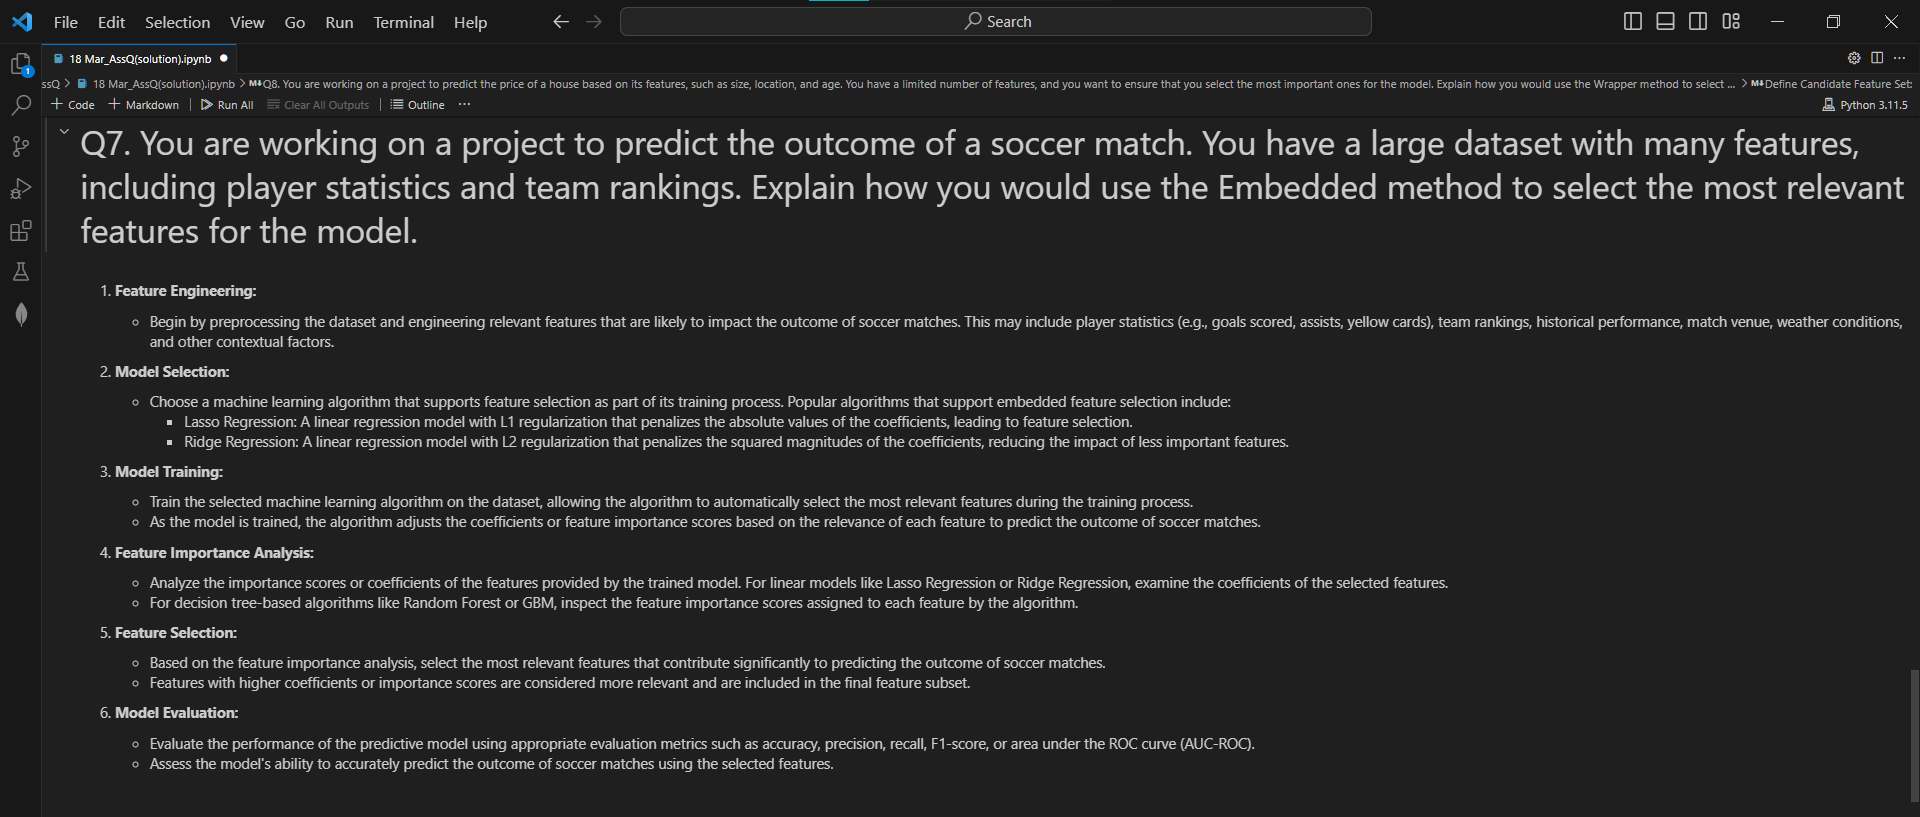 File Edit Selection View Go Run Terminal Help
Search
18 Mar_AssQ(solution).ipynb
ssQ > 18 Mar_AssQ(solution).ipynb > M↓Q8. You are working on a project to predict the price of a house based on its features, such as size, location, and age. You have a limited number of features, and you want to ensure that you select the most important ones for the model. Explain how you would use the Wrapper method to select ... > M↓Define Candidate Feature Set:
+ Code + Markdown Run All Clear All Outputs Outline ...
Python 3.11.5
1
Q7. You are working on a project to predict the outcome of a soccer match. You have a large dataset with many features,
including player statistics and team rankings. Explain how you would use the Embedded method to select the most relevant
features for the model.
1. Feature Engineering:
Begin by preprocessing the dataset and engineering relevant features that are likely to impact the outcome of soccer matches. This may include player statistics (e.g., goals scored, assists, yellow cards), team rankings, historical performance, match venue, weather conditions,
and other contextual factors.
2. Model Selection:
Choose a machine learning algorithm that supports feature selection as part of its training process. Popular algorithms that support embedded feature selection include:
Lasso Regression: A linear regression model with L1 regularization that penalizes the absolute values of the coefficients, leading to feature selection.
Ridge Regression: A linear regression model with L2 regularization that penalizes the squared magnitudes of the coefficients, reducing the impact of less important features.
3. Model Training:
Train the selected machine learning algorithm on the dataset, allowing the algorithm to automatically select the most relevant features during the training process.
As the model is trained, the algorithm adjusts the coefficients or feature importance scores based on the relevance of each feature to predict the outcome of soccer matches.
4. Feature Importance Analysis:
Analyze the importance scores or coefficients of the features provided by the trained model. For linear models like Lasso Regression or Ridge Regression, examine the coefficients of the selected features.
For decision tree-based algorithms like Random Forest or GBM, inspect the feature importance scores assigned to each feature by the algorithm.
5. Feature Selection:
Based on the feature importance analysis, select the most relevant features that contribute significantly to predicting the outcome of soccer matches.
Features with higher coefficients or importance scores are considered more relevant and are included in the final feature subset.
6. Model Evaluation:
Evaluate the performance of the predictive model using appropriate evaluation metrics such as accuracy, precision, recall, F1-score, or area under the ROC curve (AUC-ROC).
Assess the model's ability to accurately predict the outcome of soccer matches using the selected features.